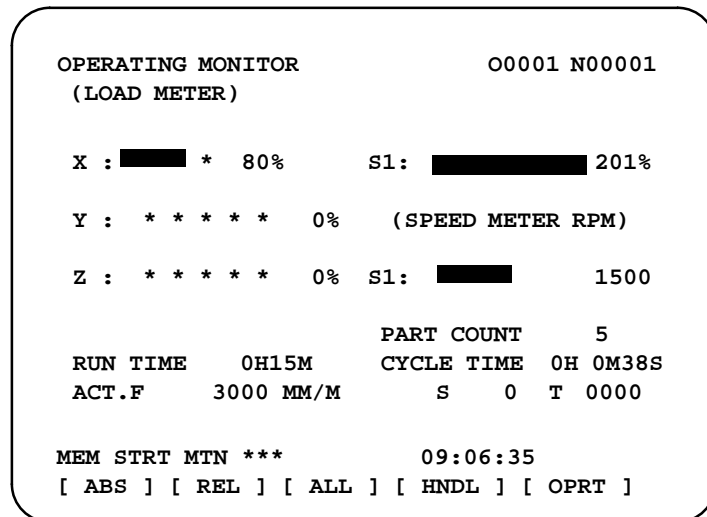 OPERATING MONITOR O0001 N00001
(LOAD METER)
X : * 80% S1: 201%
Y : * * * * * 0% (SPEED METER RPM)
Z : * * * * * 0% S1: 1500
PART COUNT 5
RUN TIME 0H15M CYCLE TIME 0H 0M38S
ACT.F 3000 MM/M S 0 T 0000
MEM STRT MTN *** 09:06:35
[ ABS ] [ REL ] [ ALL ] [ HNDL ] [ OPRT ]